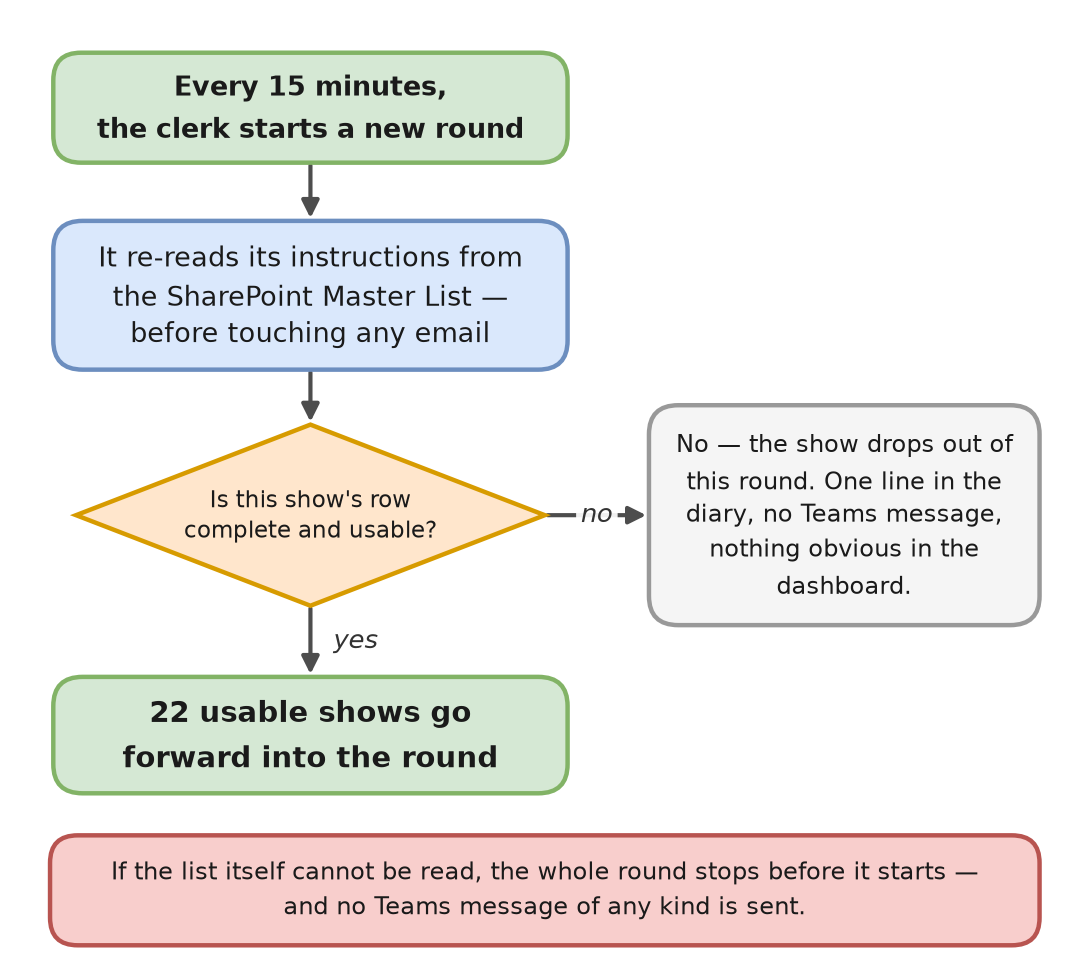 Every 15 minutes,
the clerk starts a new round
It re-reads its instructions from
the SharePoint Master List —
before touching any email
Is this show's row
complete and usable?
no
No — the show drops out of
this round. One line in the
diary, no Teams message,
nothing obvious in the
dashboard.
yes
22 usable shows go
forward into the round
If the list itself cannot be read, the whole round stops before it starts —
and no Teams message of any kind is sent.